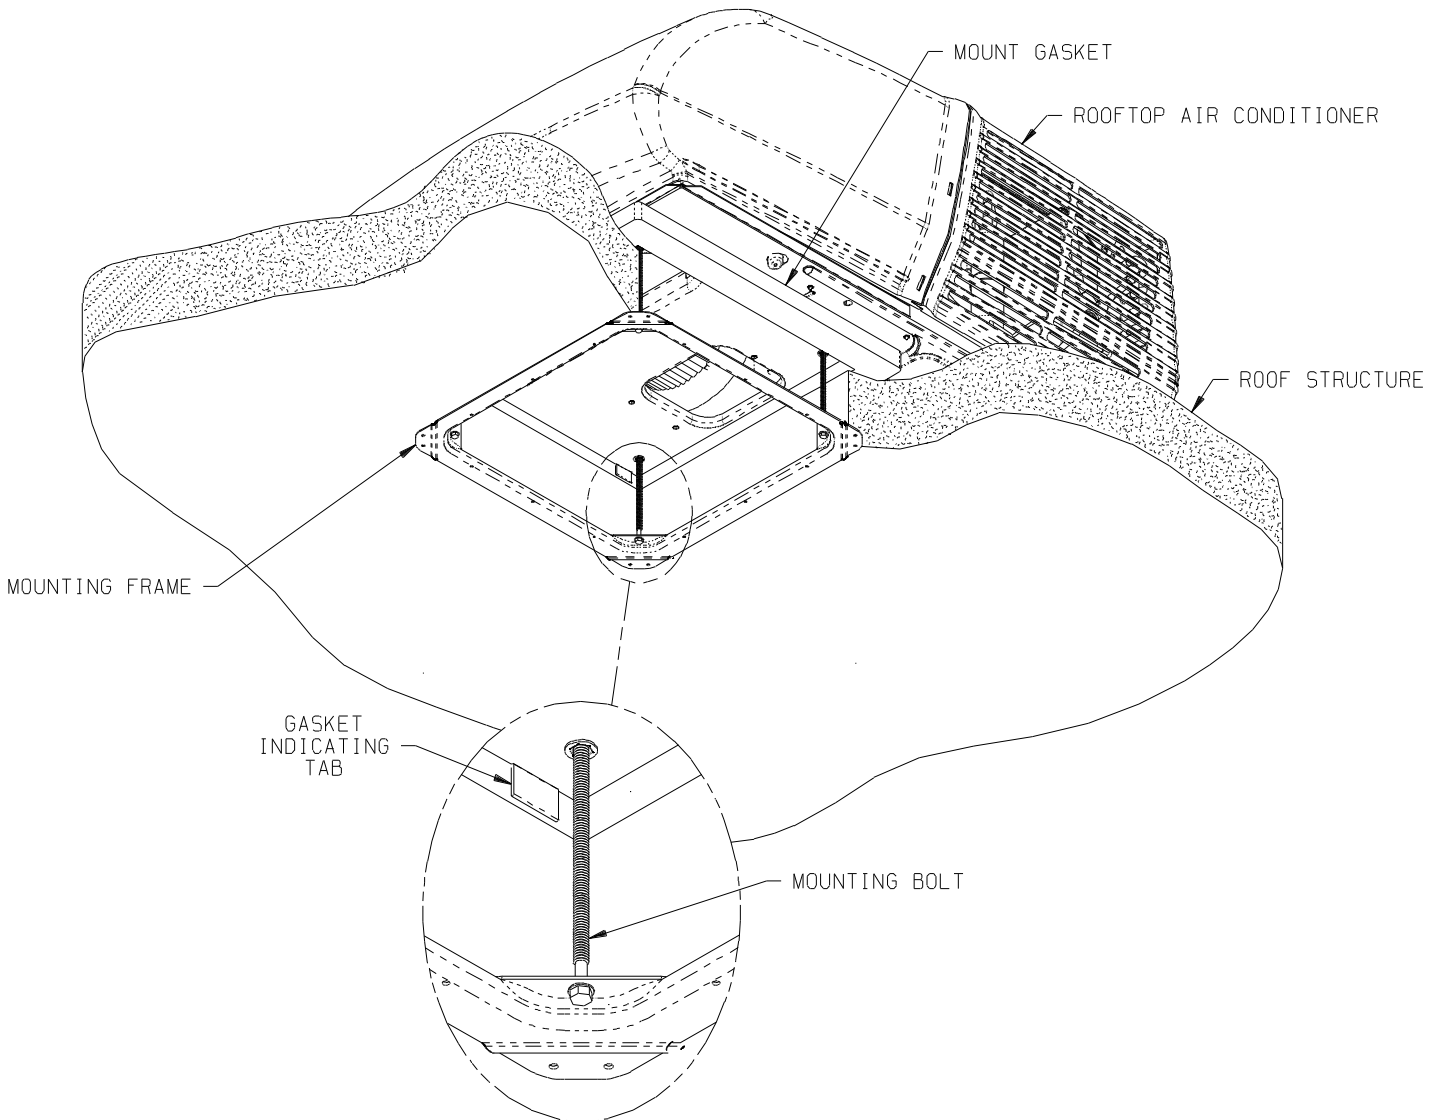 MOUNT GASKET
ROOFTOP AIR CONDITIONER
ROOF STRUCTURE
MOUNTING FRAME
GASKET
INDICATING
TAB
MOUNTING BOLT